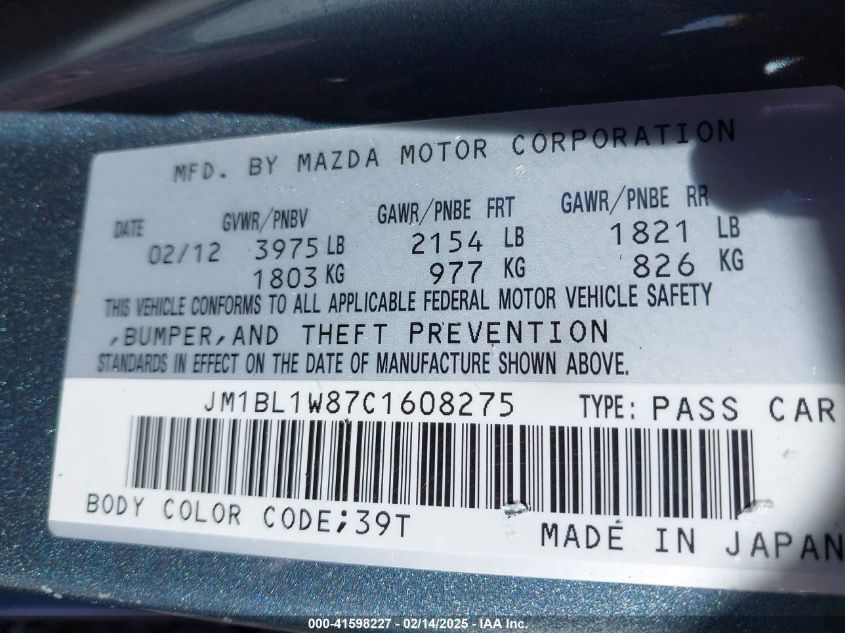 MFD. BY MAZDA MOTOR CORPORATION
DATE GVWR/PNBV GAWR/PNBE FRT GAWR/PNBE RR
02/12 3975 LB 2154 LB 1821 LB
1803 KG 977 KG 826 KG
THIS VEHICLE CONFORMS TO ALL APPLICABLE FEDERAL MOTOR VEHICLE SAFETY
,BUMPER,AND THEFT PREVENTION
STANDARDS IN EFFECT ON THE DATE OF MANUFACTURE SHOWN ABOVE.
JM1BL1W87C1608275 TYPE: PASS CAR
BODY COLOR CODE;39T MADE IN JAPAN
000-41598227 - 02/14/2025 - IAA Inc.